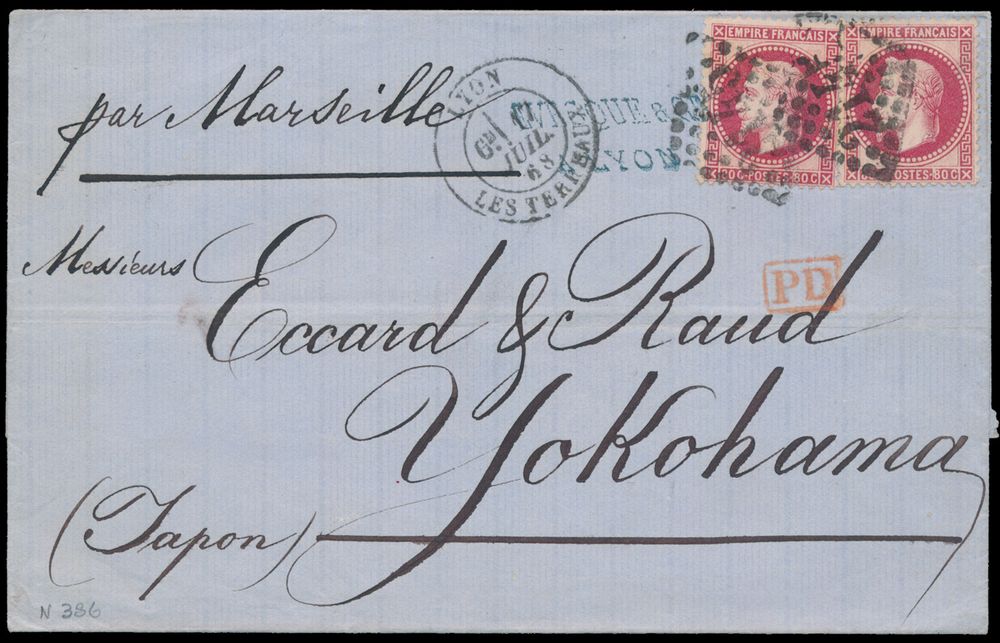 EMPIRE FRANÇAIS
EMPIRE FRANÇAIS
80 C-POSTES-80 C
POSTES-80 C
par Marseille
LYON
JUIL.
68
LES TERREAUX
LYON
Messieurs
Eccard & Raud
PD
Yokohama
(Japon)
N 386